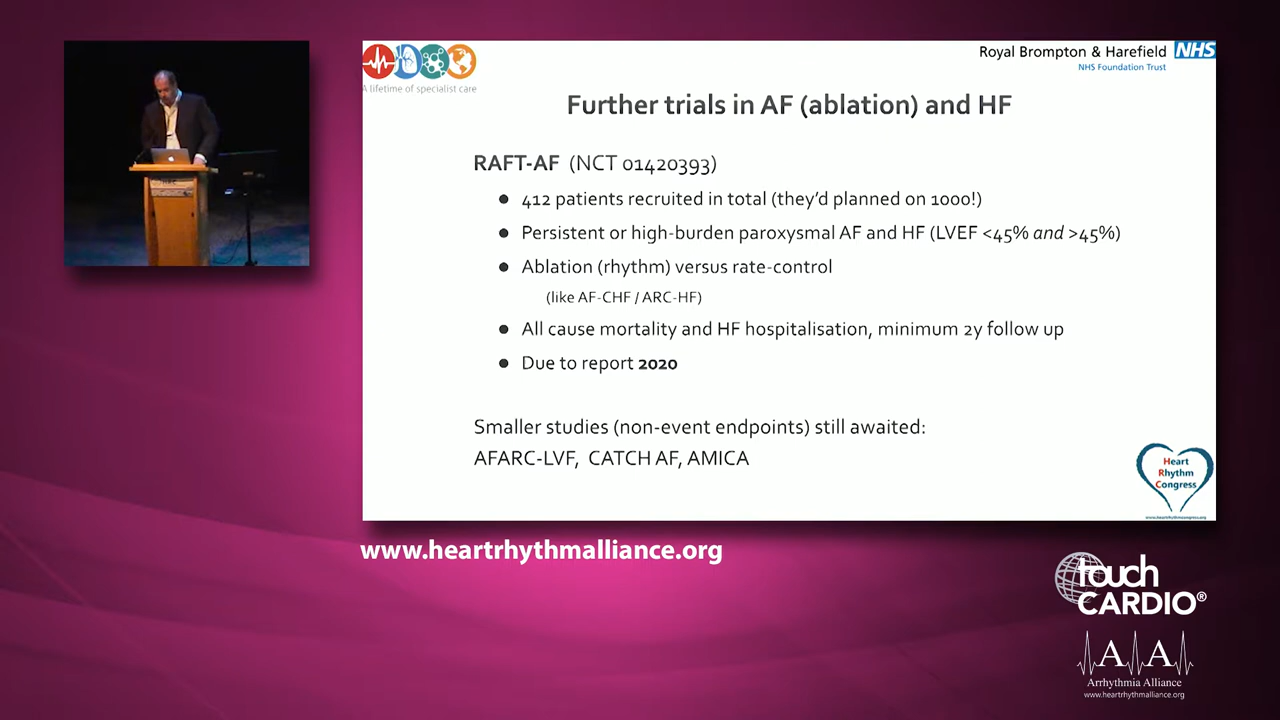 A lifetime of specialist care
Royal Brompton & Harefield NHS
NHS Foundation Trust
Further trials in AF (ablation) and HF
RAFT-AF (NCT 01420393)
● 412 patients recruited in total (they'd planned on 1000!)
● Persistent or high-burden paroxysmal AF and HF (LVEF <45% and >45%)
● Ablation (rhythm) versus rate-control
(like AF-CHF / ARC-HF)
● All cause mortality and HF hospitalisation, minimum 2y follow up
● Due to report 2020
Smaller studies (non-event endpoints) still awaited:
AFARC-LVF, CATCH AF, AMICA
Heart
Rhythm
Congress
www.heartrhythmcongress.org
www.heartrhythmalliance.org
touch
CARDIO®
A A
Arrhythmia Alliance
www.heartrhythmalliance.org